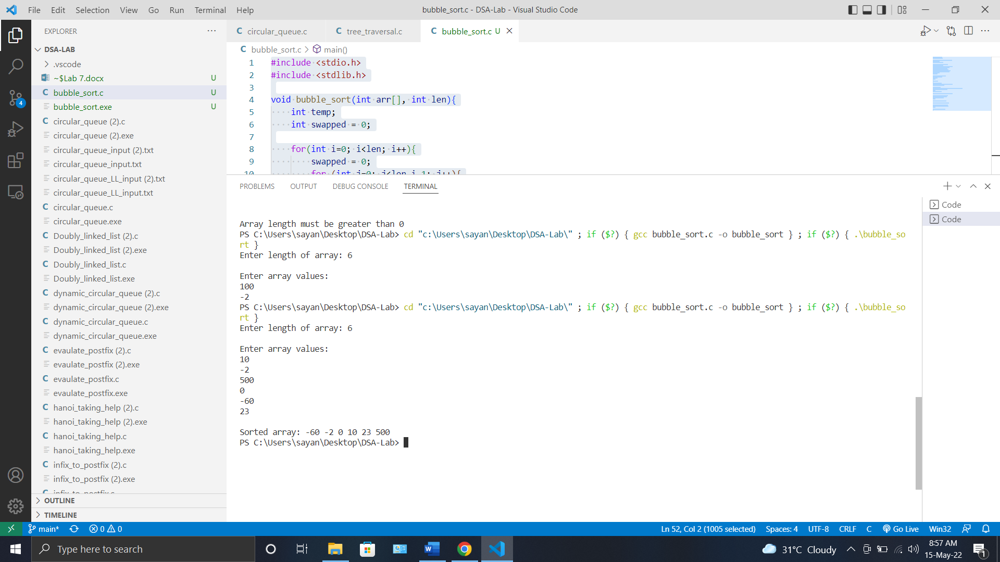 File Edit Selection View Go Run Terminal Help
bubble_sort.c - DSA-Lab - Visual Studio Code
EXPLORER
DSA-LAB
.vscode
~$Lab 7.docx U
bubble_sort.c U
bubble_sort.exe U
circular_queue (2).c
circular_queue (2).exe
circular_queue_input (2).txt
circular_queue_input.txt
circular_queue_LL_input (2).txt
circular_queue_LL_input.txt
circular_queue.c
circular_queue.exe
Doubly_linked_list (2).c
Doubly_linked_list (2).exe
Doubly_linked_list.c
Doubly_linked_list.exe
dynamic_circular_queue (2).c
dynamic_circular_queue (2).exe
dynamic_circular_queue.c
dynamic_circular_queue.exe
evaulate_postfix (2).c
evaulate_postfix (2).exe
evaulate_postfix.c
evaulate_postfix.exe
hanoi_taking_help (2).c
hanoi_taking_help (2).exe
hanoi_taking_help.c
hanoi_taking_help.exe
infix_to_postfix (2).c
infix_to_postfix (2).exe
infix_to_postfix.c
OUTLINE
TIMELINE
4
C circular_queue.c C tree_traversal.c C bubble_sort.c U
C bubble_sort.c > main()
1 #include <stdio.h>
2 #include <stdlib.h>
3
4 void bubble_sort(int arr[], int len){
5 int temp;
6 int swapped = 0;
7
8 for(int i=0; i<len; i++){
9 swapped = 0;
10 for (int j=0; j<len-i-1; j++){
PROBLEMS OUTPUT DEBUG CONSOLE TERMINAL
Code
Code
Array length must be greater than 0
PS C:\Users\sayan\Desktop\DSA-Lab> cd "c:\Users\sayan\Desktop\DSA-Lab\" ; if ($?) { gcc bubble_sort.c -o bubble_sort } ; if ($?) { .\bubble_so
rt }
Enter length of array: 6
Enter array values:
100
-2
PS C:\Users\sayan\Desktop\DSA-Lab> cd "c:\Users\sayan\Desktop\DSA-Lab\" ; if ($?) { gcc bubble_sort.c -o bubble_sort } ; if ($?) { .\bubble_so
rt }
Enter length of array: 6
Enter array values:
10
-2
500
0
-60
23
Sorted array: -60 -2 0 10 23 500
PS C:\Users\sayan\Desktop\DSA-Lab>
main* 0 0 Ln 52, Col 2 (1005 selected) Spaces: 4 UTF-8 CRLF C Go Live Win32
Type here to search
31°C Cloudy
8:57 AM
15-May-22
1